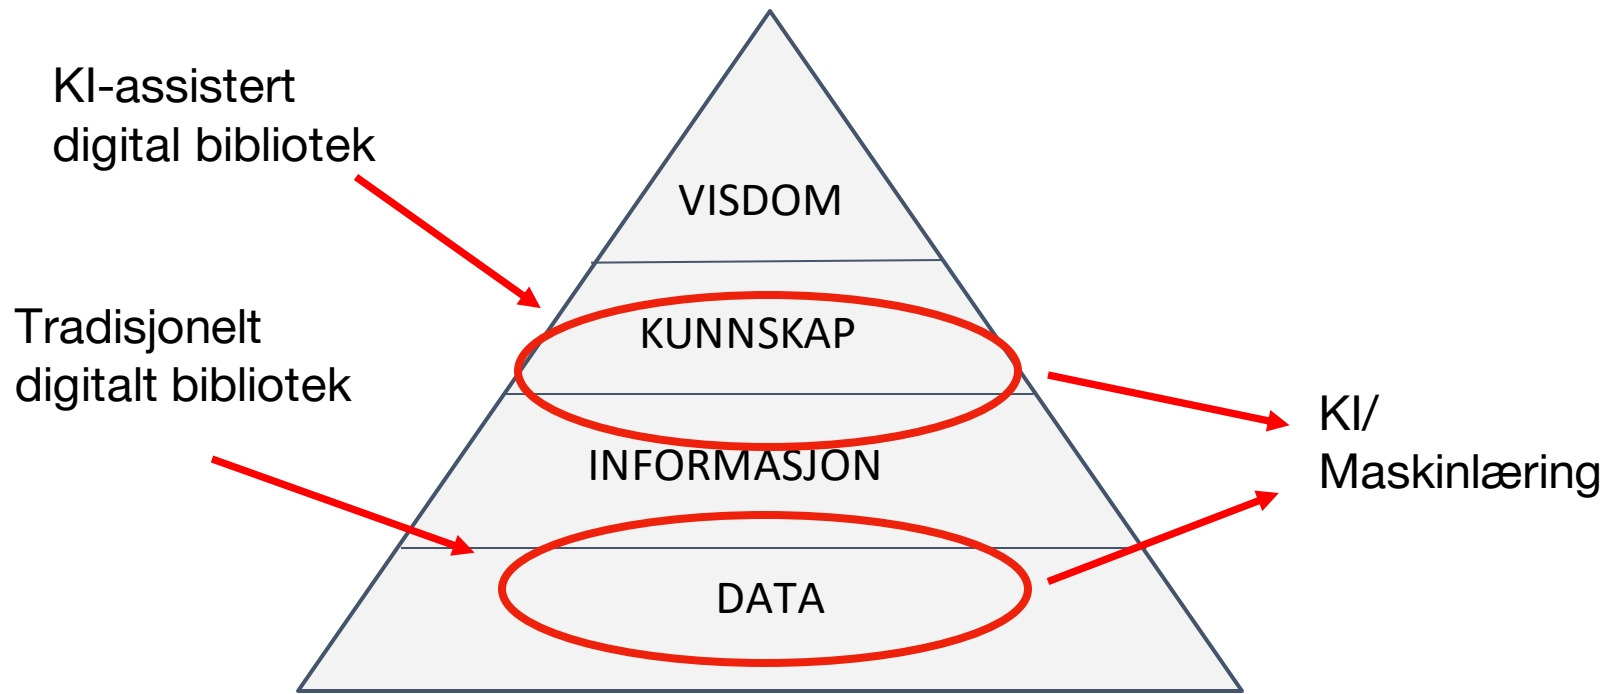 KI-assistert
digital bibliotek
VISDOM
Tradisjonelt
digitalt bibliotek
KUNNSKAP
KI/
Maskinlæring
INFORMASJON
DATA